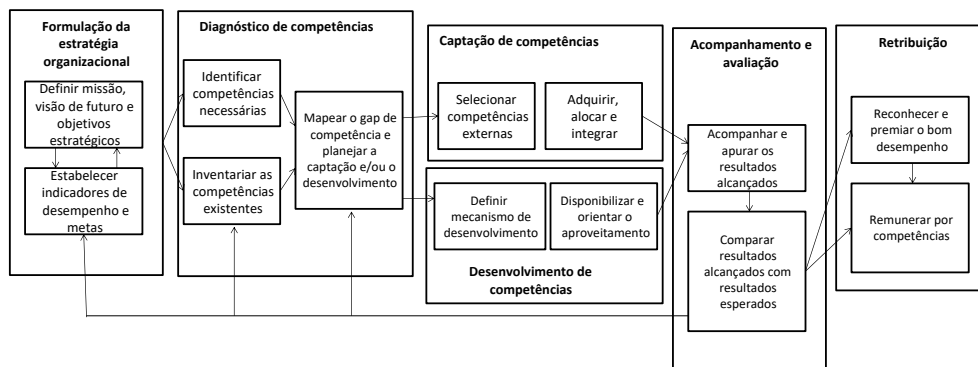 Formulação da
estratégia
organizacional
Definir missão,
visão de futuro e
objetivos
estratégicos
Estabelecer
indicadores de
desempenho e
metas
Diagnóstico de competências
Identificar
competências
necessárias
Inventariar as
competências
existentes
Mapear o gap de
competência e
planejar a
captação e/ou o
desenvolvimento
Captação de competências
Selecionar
competências
externas
Adquirir,
alocar e
integrar
Definir
mecanismo de
desenvolvimento
Disponibilizar e
orientar o
aproveitamento
Desenvolvimento de
competências
Acompanhamento e
avaliação
Acompanhar e
apurar os
resultados
alcançados
Comparar
resultados
alcançados com
resultados
esperados
Retribuição
Reconhecer e
premiar o bom
desempenho
Remunerar por
competências